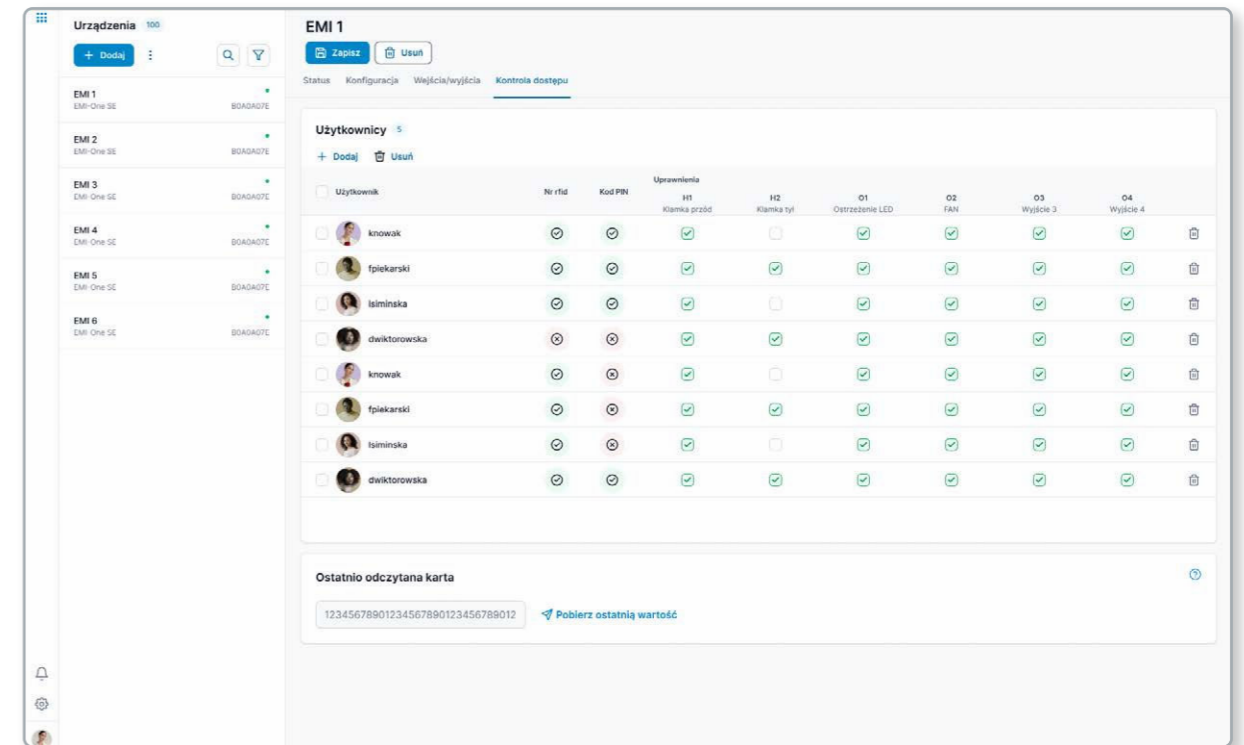 Urządzenia 100
+ Dodaj
EMI 1
EMI-One SE B0A0A07E
EMI 2
EMI-One SE B0A0A07E
EMI 3
EMI-One SE B0A0A07E
EMI 4
EMI-One SE B0A0A07E
EMI 5
EMI-One SE B0A0A07E
EMI 6
EMI-One SE B0A0A07E
EMI 1
Zapisz Usuń
Status Konfiguracja Wejścia/wyjścia Kontrola dostępu
Użytkownicy 5
+ Dodaj Usuń
Uprawnienia
Użytkownik Nr rfid Kod PIN H1 H2 O1 O2 O3 O4
Klamka przód Klamka tył Ostrzeżenie LED FAN Wyjście 3 Wyjście 4
knowak
fpiekarski
lsiminska
dwiktorowska
knowak
fpiekarski
lsiminska
dwiktorowska
Ostatnio odczytana karta
12345678901234567890123456789012 Pobierz ostatnią wartość